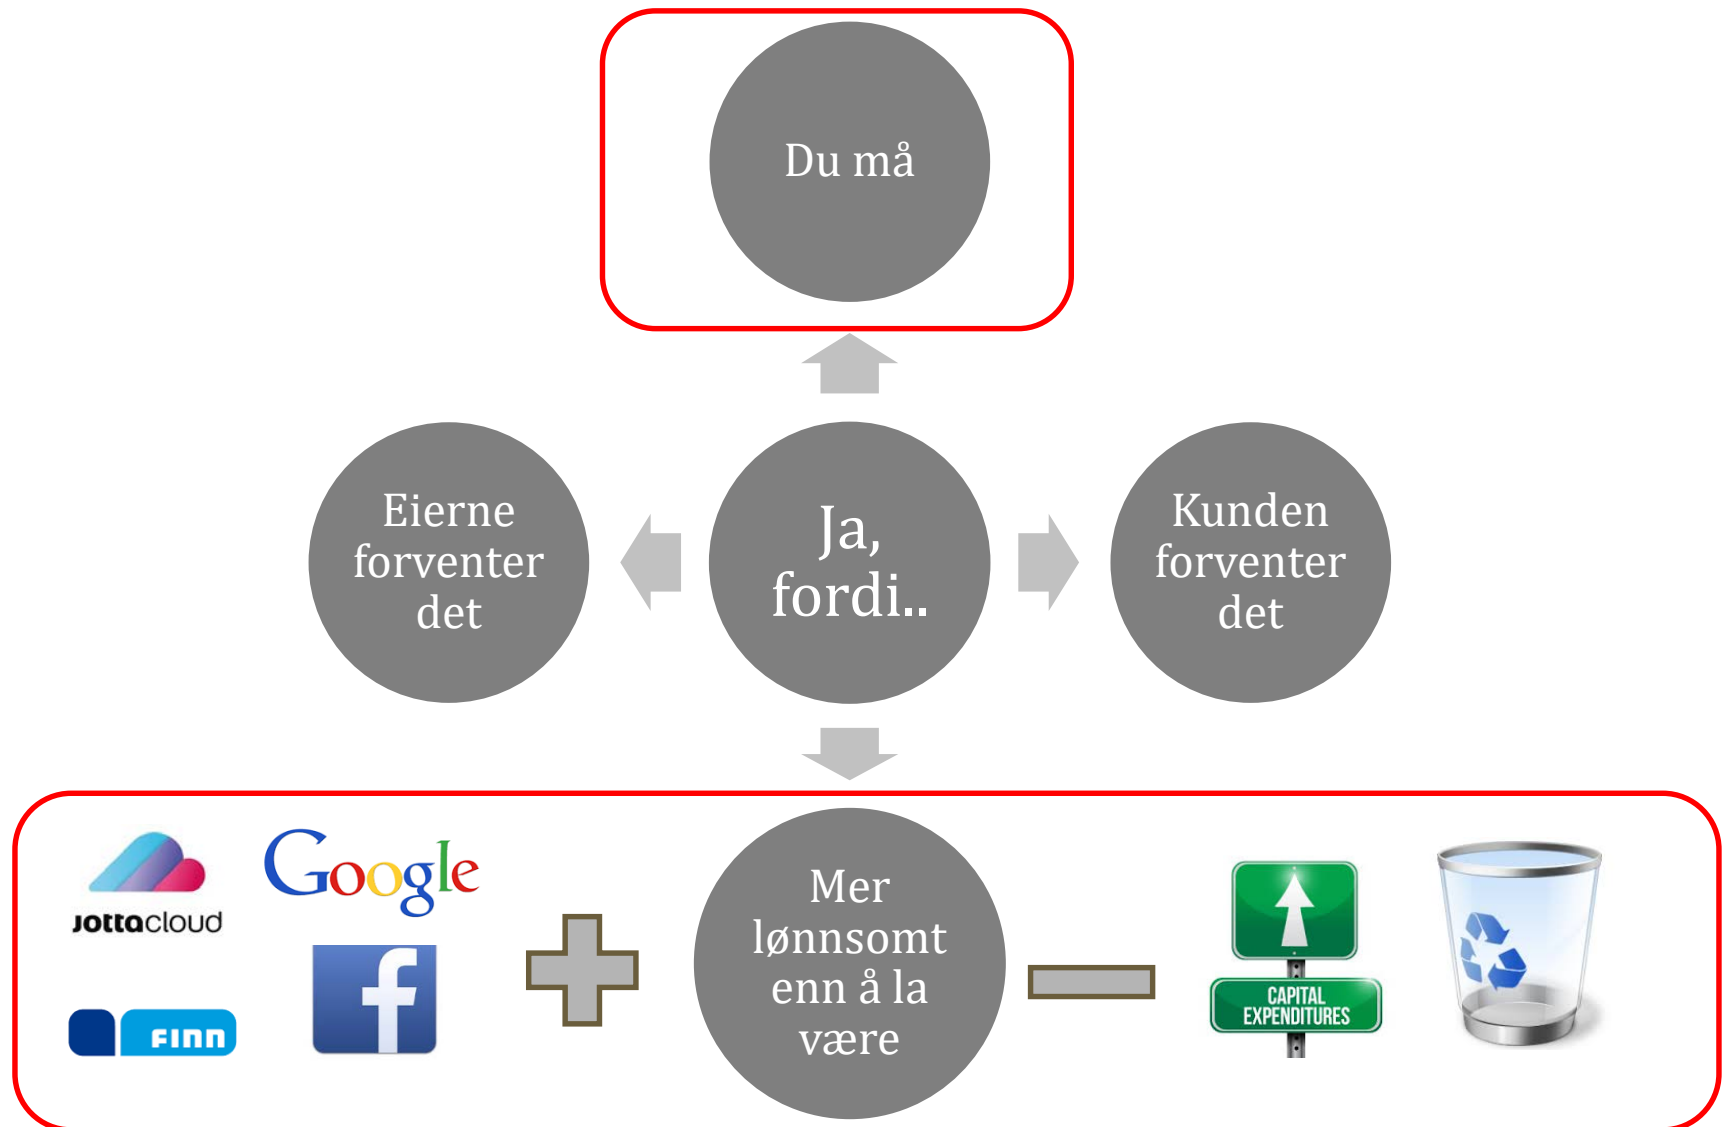 Du må
Eierne
forventer
det
Ja,
fordi..
Kunden
forventer
det
Mer
lønnsomt
enn å la
være
JOTTACLOUD
Google
FINN
CAPITAL
EXPENDITURES